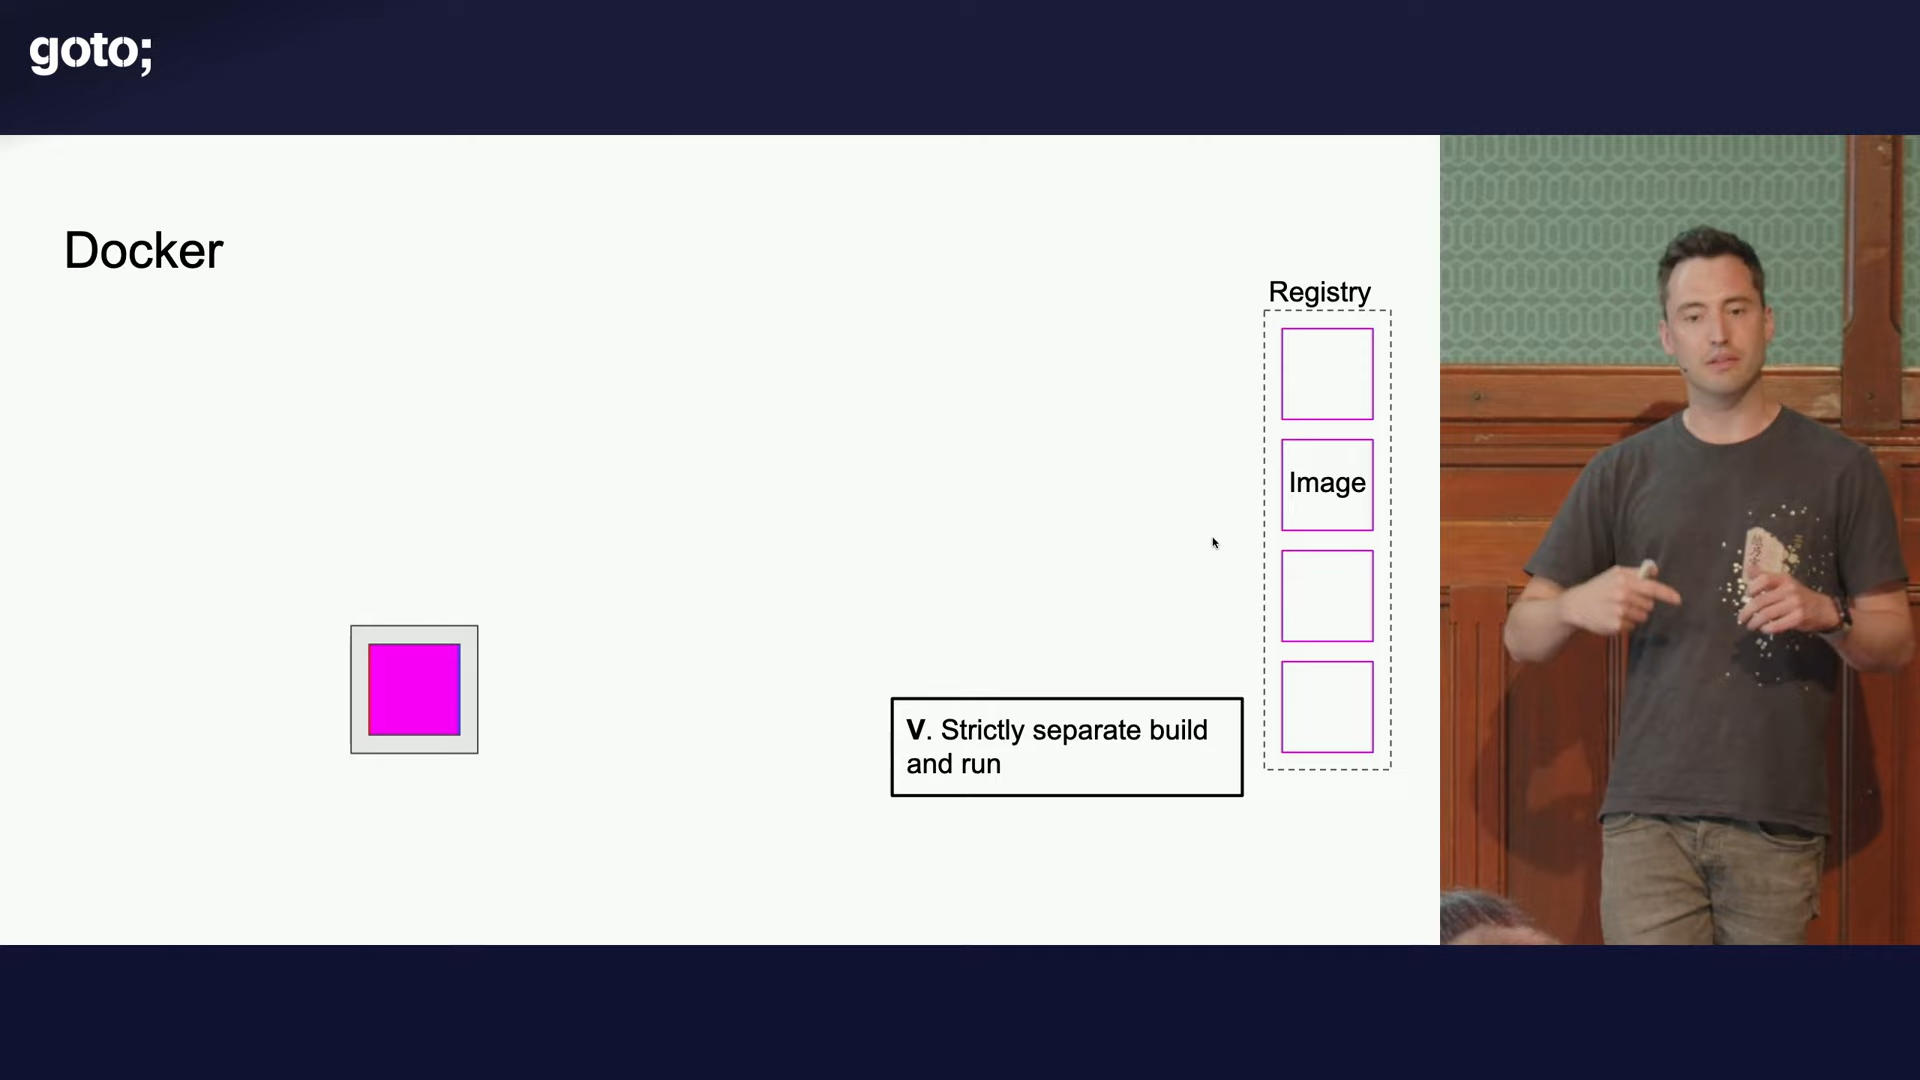 goto;
Docker
Registry
Image
V. Strictly separate build
and run